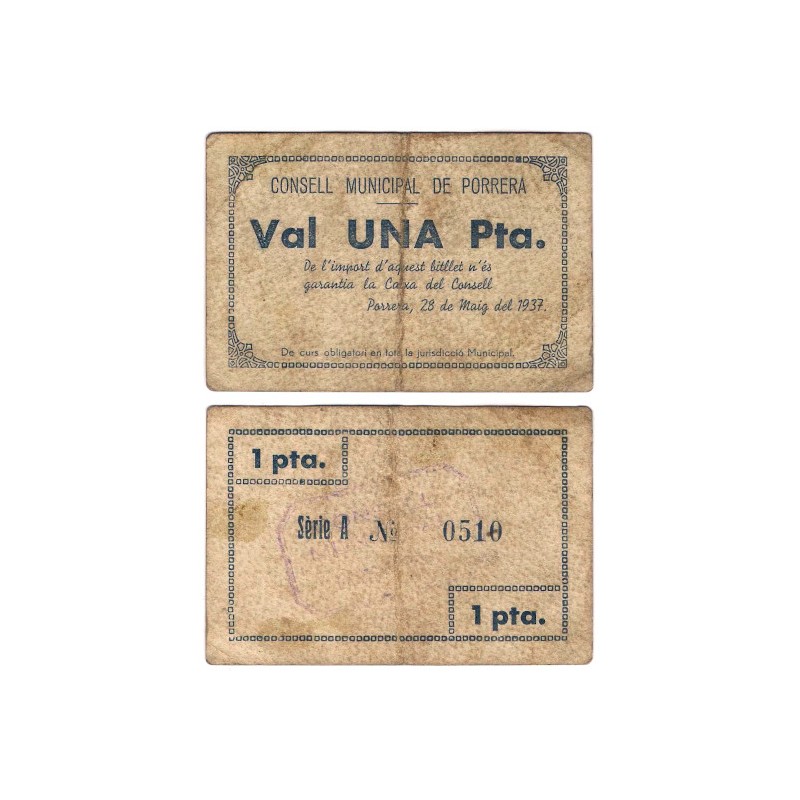 CONSELL MUNICIPAL DE PORRERA
Val UNA Pta.
De l'import d'aquest bitllet n'és
garantia la Caixa del Consell
Porrera, 28 de Maig del 1937.
De curs obligatori en tota la jurisdicció Municipal.
1 pta.
Sèrie A Nº 0510
1 pta.